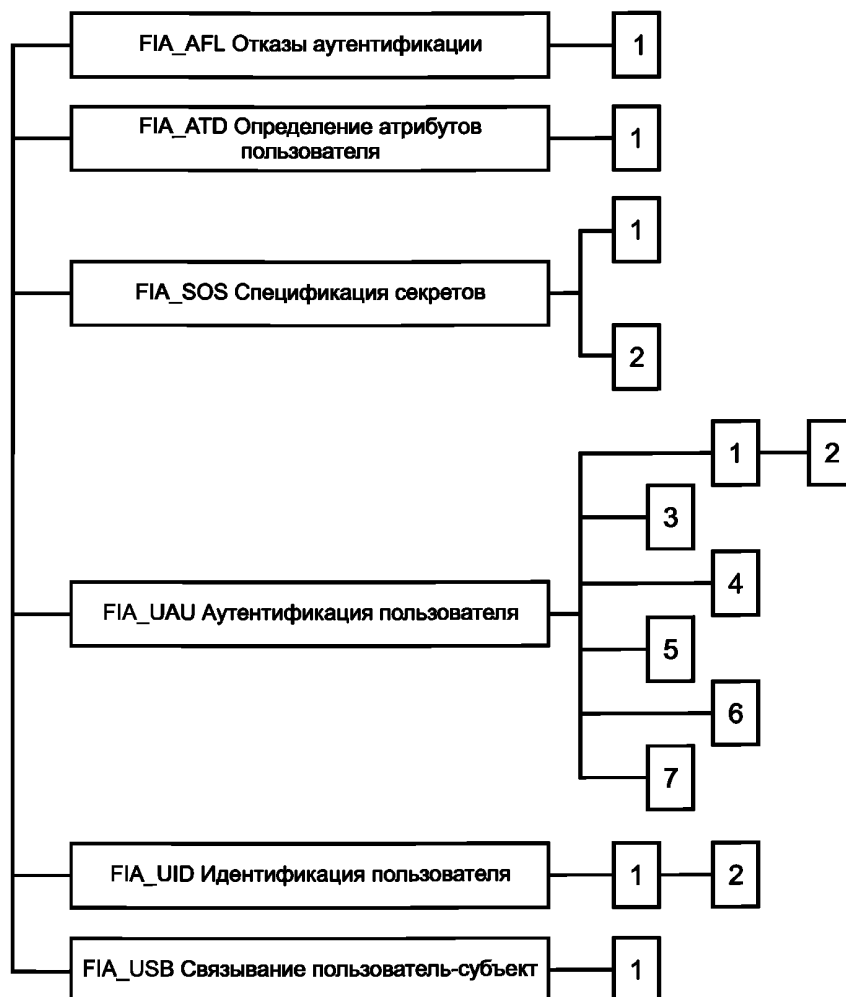 FIA_AFL Отказы аутентификации
1
FIA_ATD Определение атрибутов
пользователя
1
FIA_SOS Спецификация секретов
1
2
FIA_UAU Аутентификация пользователя
1
2
3
4
5
6
7
FIA_UID Идентификация пользователя
1
2
FIA_USB Связывание пользователь-субъект
1